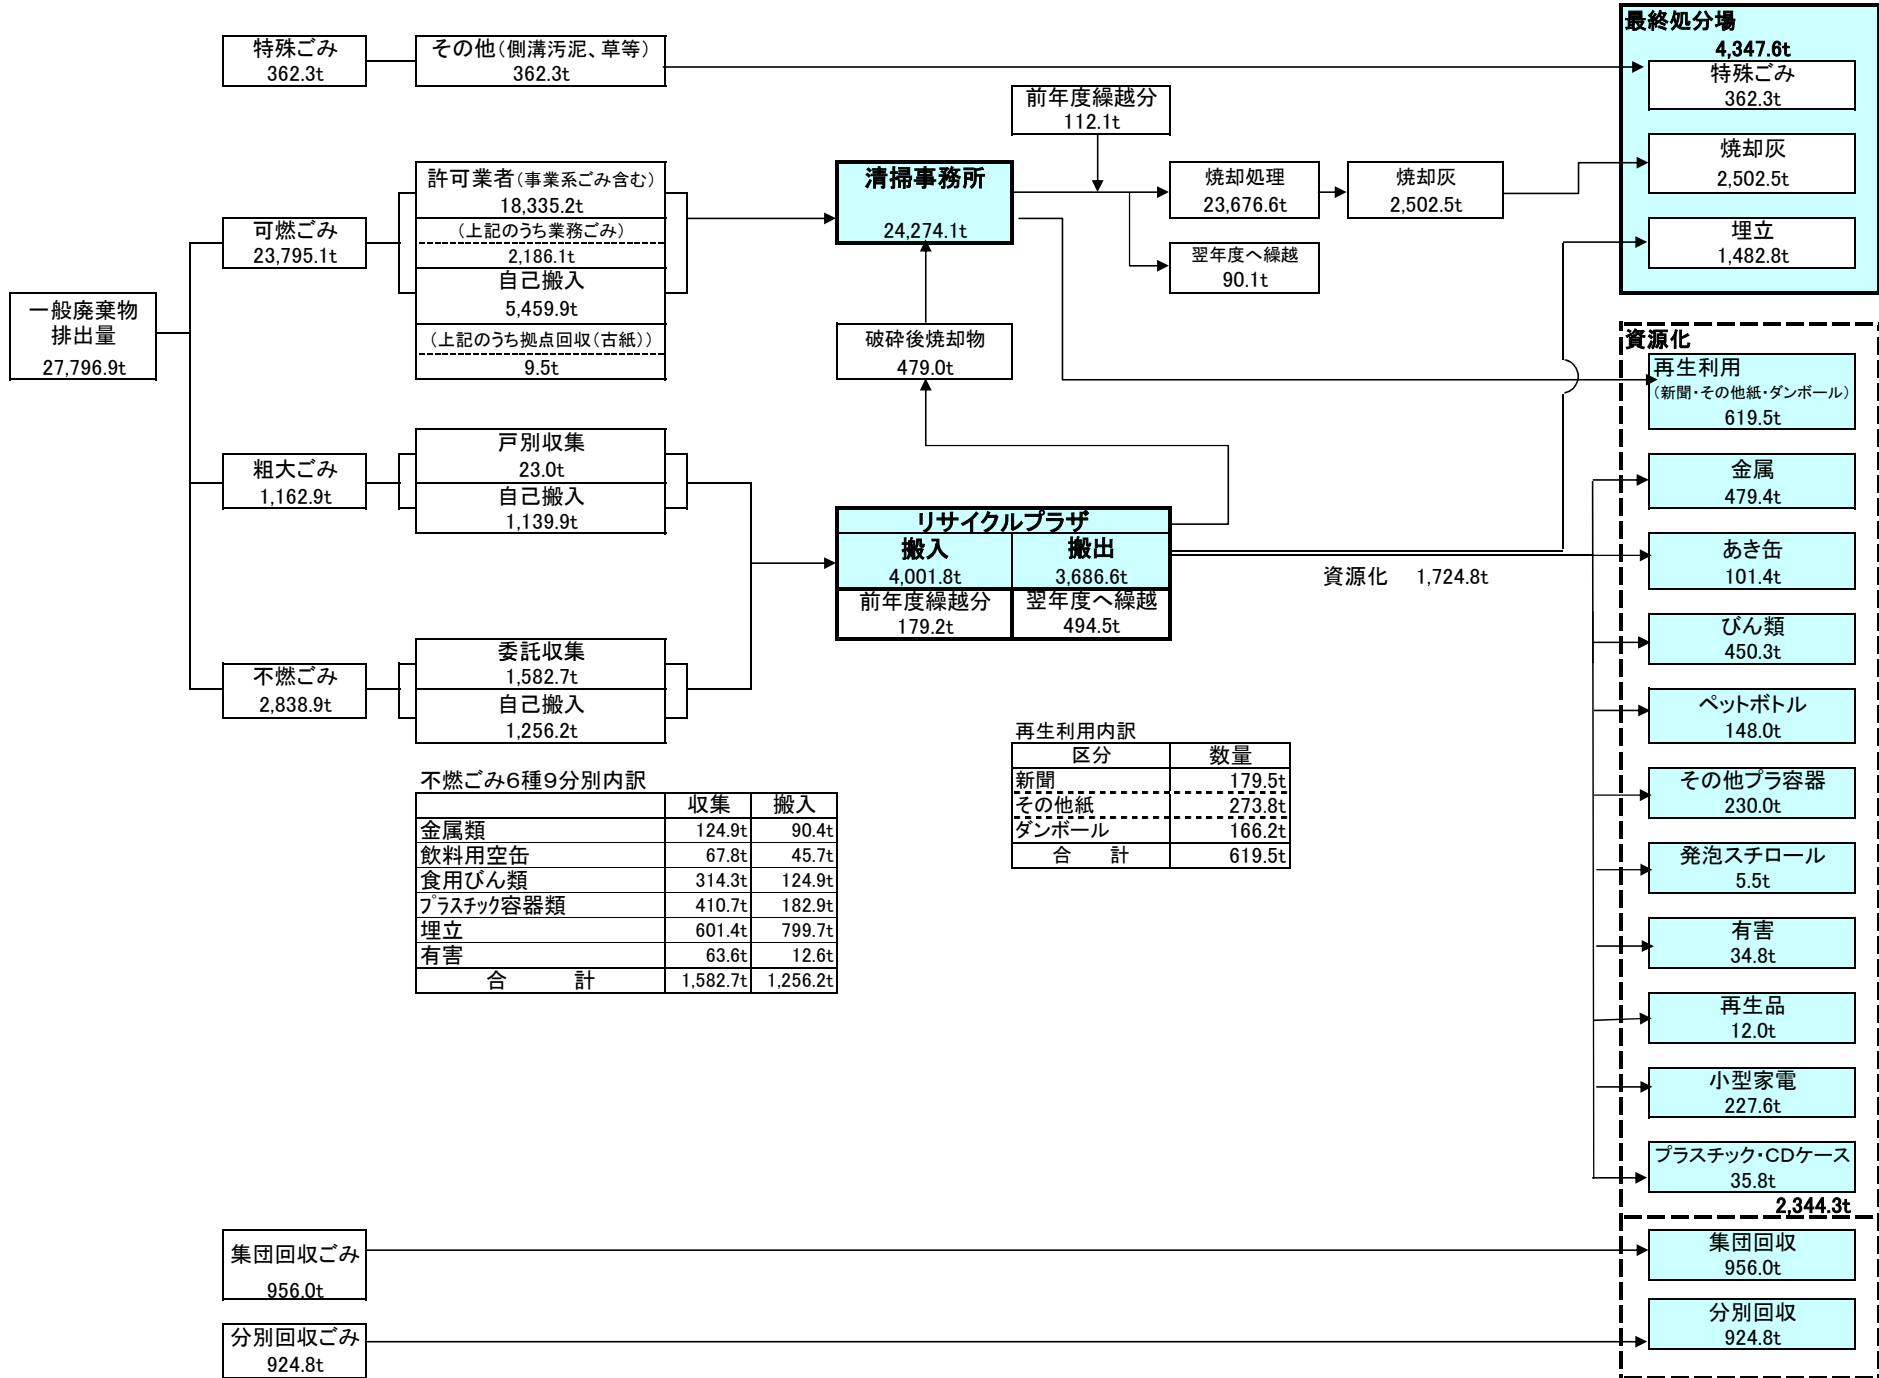 特殊ごみ
362.3t
その他(側溝汚泥、草等)
362.3t
最終処分場
4,347.6t
特殊ごみ
362.3t
焼却灰
2,502.5t
埋立
1,482.8t
前年度繰越分
112.1t
一般廃棄物
排出量
27,796.9t
可燃ごみ
23,795.1t
許可業者(事業系ごみ含む)
18,335.2t
(上記のうち業務ごみ)
2,186.1t
自己搬入
5,459.9t
(上記のうち拠点回収(古紙))
9.5t
清掃事務所
24,274.1t
焼却処理
23,676.6t
焼却灰
2,502.5t
翌年度へ繰越
90.1t
破砕後焼却物
479.0t
粗大ごみ
1,162.9t
戸別収集
23.0t
自己搬入
1,139.9t
リサイクルプラザ
搬入 搬出
4,001.8t 3,686.6t
前年度繰越分 翌年度へ繰越
179.2t 494.5t
資源化 1,724.8t
不燃ごみ
2,838.9t
委託収集
1,582.7t
自己搬入
1,256.2t
不燃ごみ6種9分別内訳
収集 搬入
金属類 124.9t 90.4t
飲料用空缶 67.8t 45.7t
食用びん類 314.3t 124.9t
プラスチック容器類 410.7t 182.9t
埋立 601.4t 799.7t
有害 63.6t 12.6t
合 計 1,582.7t 1,256.2t
再生利用内訳
区分 数量
新聞 179.5t
その他紙 273.8t
ダンボール 166.2t
合 計 619.5t
資源化
再生利用
(新聞・その他紙・ダンボール)
619.5t
金属
479.4t
あき缶
101.4t
びん類
450.3t
ペットボトル
148.0t
その他プラ容器
230.0t
発泡スチロール
5.5t
有害
34.8t
再生品
12.0t
小型家電
227.6t
プラスチック・CDケース
35.8t
2,344.3t
集団回収ごみ
956.0t
集団回収
956.0t
分別回収ごみ
924.8t
分別回収
924.8t